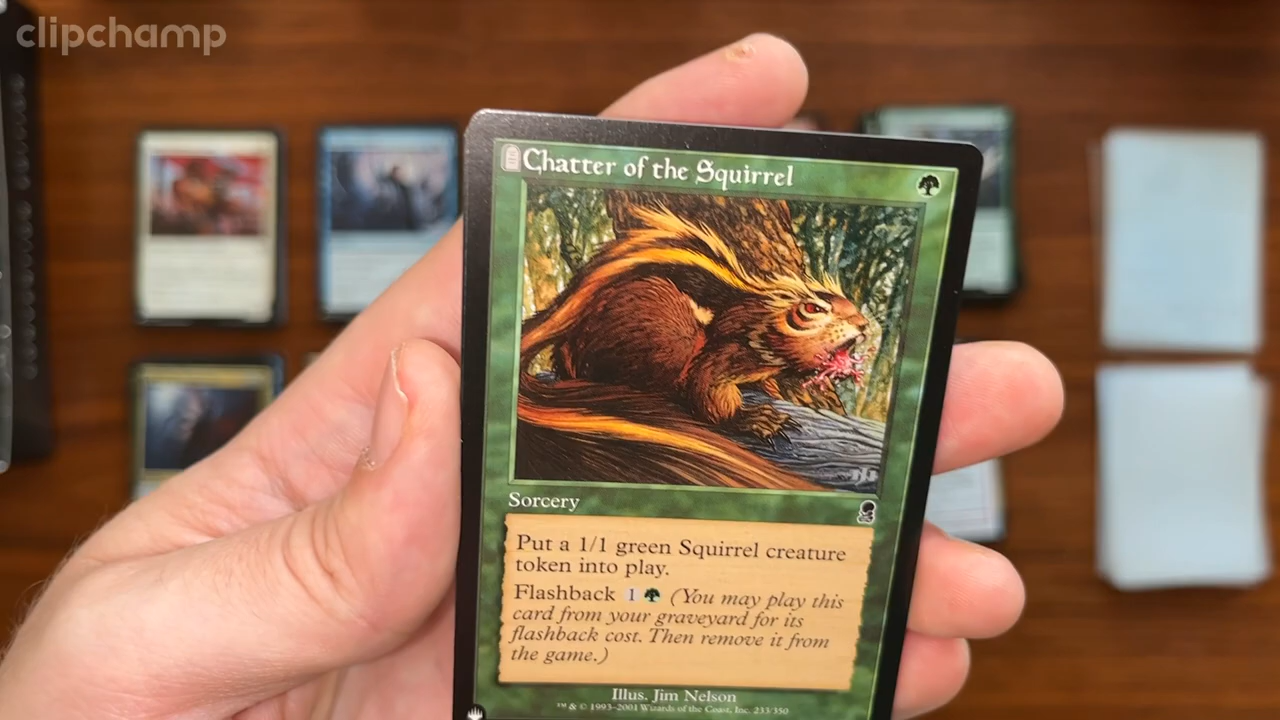 clipchamp
Chatter of the Squirrel
Sorcery
Put a 1/1 green Squirrel creature
token into play.
Flashback 1 (You may play this
card from your graveyard for its
flashback cost. Then remove it from
the game.)
Illus. Jim Nelson
™ & © 1993-2001 Wizards of the Coast, Inc. 233/350